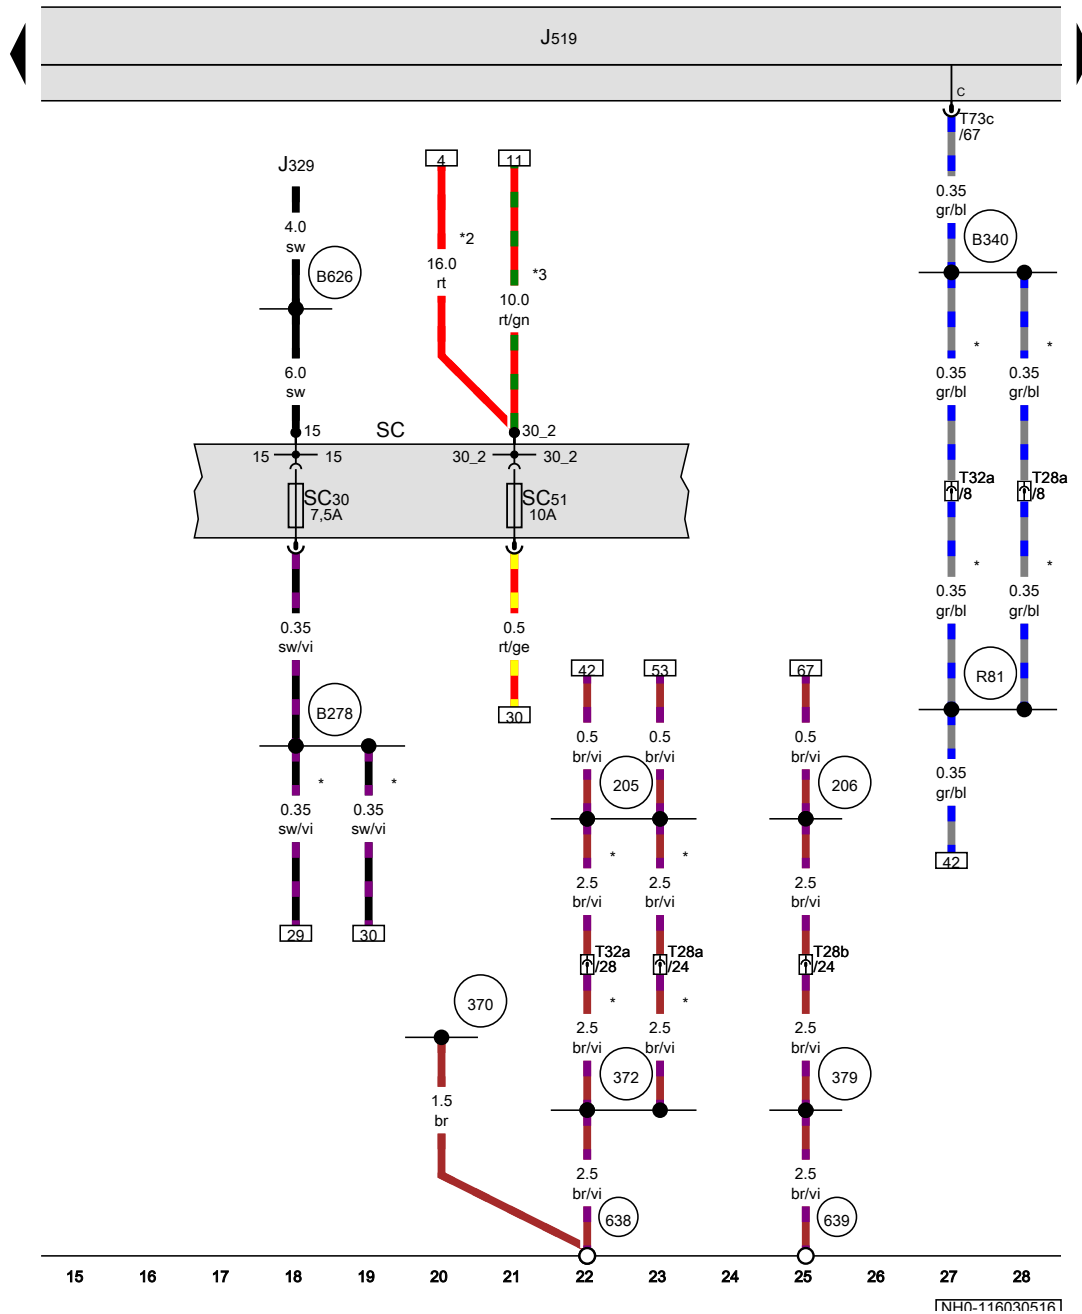 J519
C
T73c
/67
J329
4
11
0.35
gr/bl
4.0
sw
*2
16.0
rt
*3
B340
B626
10.0
rt/gn
*
*
6.0
sw
0.35
gr/bl
0.35
gr/bl
15
SC
30_2
15
15
30_2
30_2
T32a
/8
T28a
/8
SC30
7,5A
SC51
10A
*
*
0.35
gr/bl
0.35
gr/bl
0.35
sw/vi
0.5
rt/ge
42
53
67
R81
B278
30
0.5
br/vi
0.5
br/vi
0.5
br/vi
*
*
205
206
0.35
gr/bl
0.35
sw/vi
0.35
sw/vi
*
*
42
2.5
br/vi
2.5
br/vi
2.5
br/vi
29
30
T32a
/28
T28a
/24
T28b
/24
370
*
*
2.5
br/vi
2.5
br/vi
2.5
br/vi
372
379
1.5
br
2.5
br/vi
2.5
br/vi
638
639
15 16 17 18 19 20 21 22 23 24 25 26 27 28
NH0-116030516